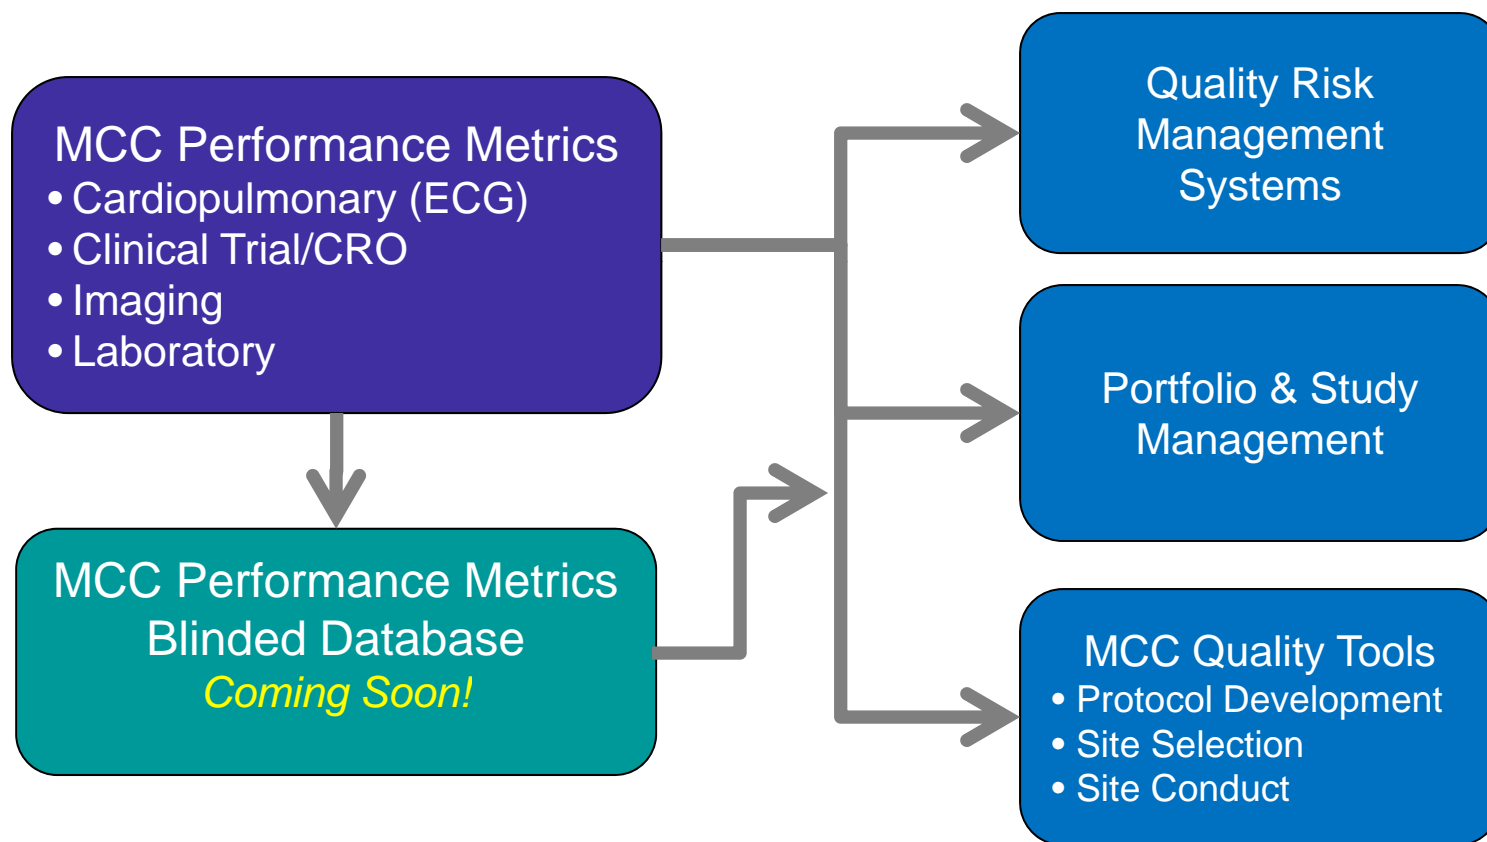 MCC Performance Metrics
• Cardiopulmonary (ECG)
• Clinical Trial/CRO
• Imaging
• Laboratory
MCC Performance Metrics
Blinded Database
Coming Soon!
Quality Risk
Management
Systems
Portfolio & Study
Management
MCC Quality Tools
• Protocol Development
• Site Selection
• Site Conduct